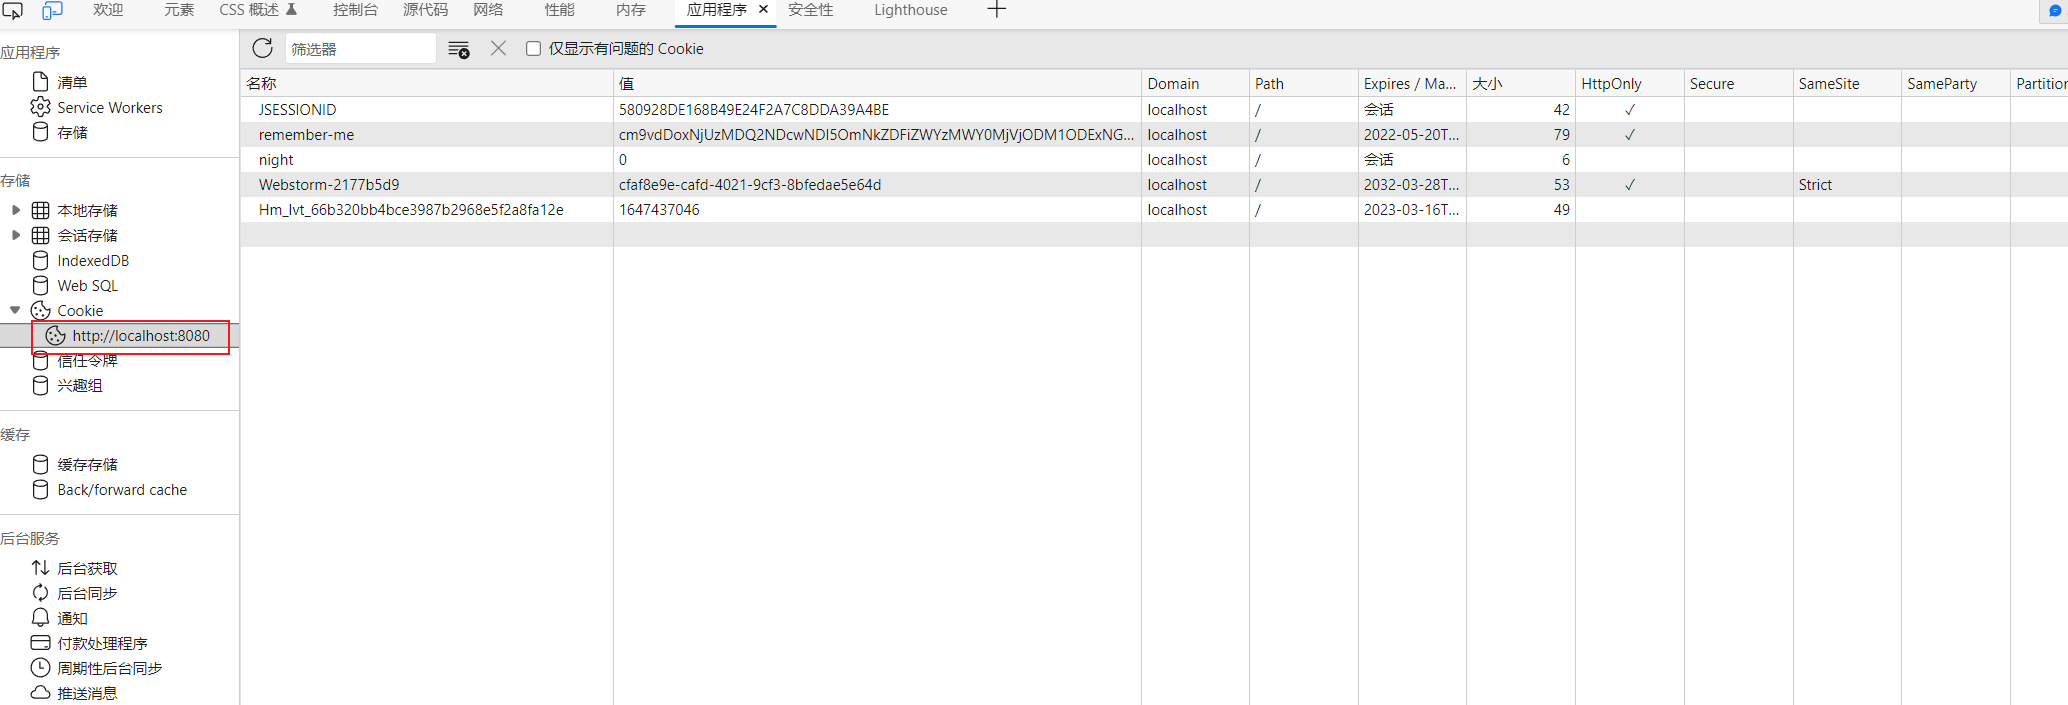 欢迎 元素 CSS 概述 控制台 源代码 网络 性能 内存 应用程序 × 安全性 Lighthouse
应用程序
清单
Service Workers
存储
存储
本地存储
会话存储
IndexedDB
Web SQL
Cookie
http://localhost:8080
信任令牌
兴趣组
缓存
缓存存储
Back/forward cache
后台服务
后台获取
后台同步
通知
付款处理程序
周期性后台同步
推送消息
筛选器 仅显示有问题的 Cookie
名称 值 Domain Path Expires / Ma... 大小 HttpOnly Secure SameSite SameParty Partition
JSESSIONID 580928DE168B49E24F2A7C8DDA39A4BE localhost / 会话 42 ✓
remember-me cm9vdDoxNjUzMDQ2NDcwNDI5OmNkZDFiZWYzMWY0MjVjODM1ODExNG... localhost / 2022-05-20T... 79 ✓
night 0 localhost / 会话 6
Webstorm-2177b5d9 cfaf8e9e-cafd-4021-9cf3-8bfedae5e64d localhost / 2032-03-28T... 53 ✓ Strict
Hm_lvt_66b320bb4bce3987b2968e5f2a8fa12e 1647437046 localhost / 2023-03-16T... 49